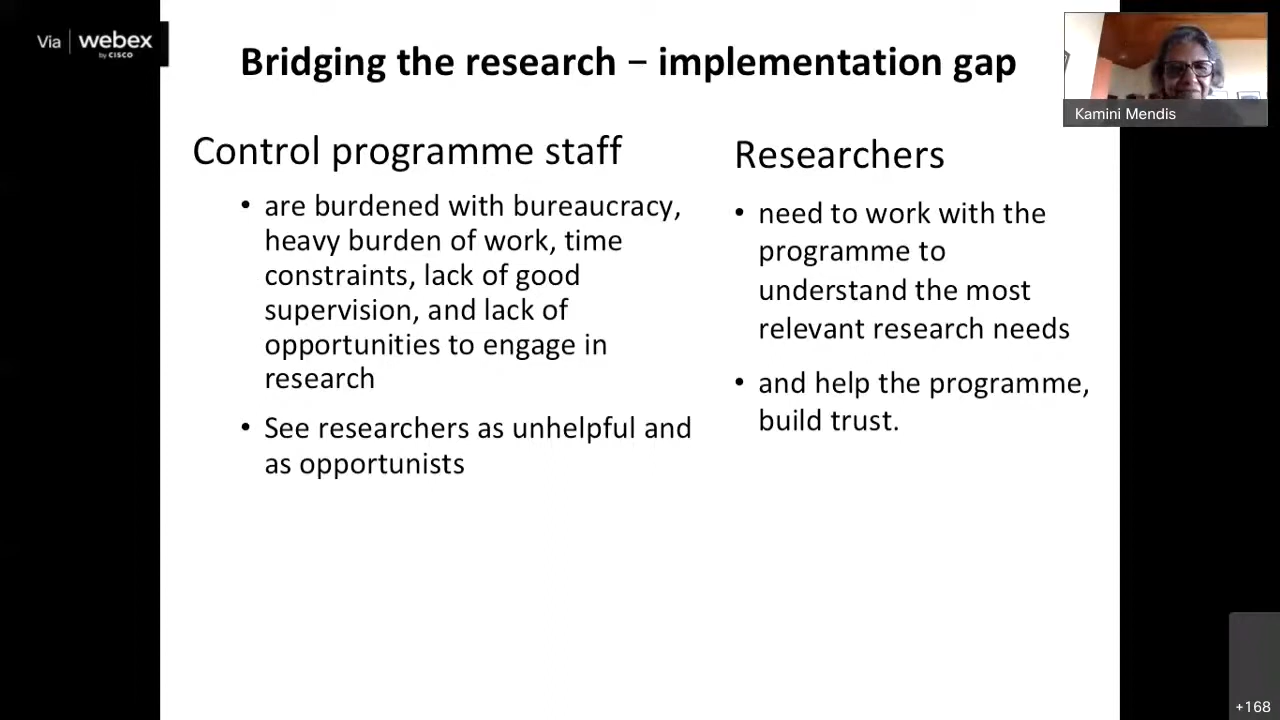 Via webex
by CISCO
Bridging the research – implementation gap
Kamini Mendis
Control programme staff
• are burdened with bureaucracy,
heavy burden of work, time
constraints, lack of good
supervision, and lack of
opportunities to engage in
research
• See researchers as unhelpful and
as opportunists
Researchers
• need to work with the
programme to
understand the most
relevant research needs
• and help the programme,
build trust.
+168